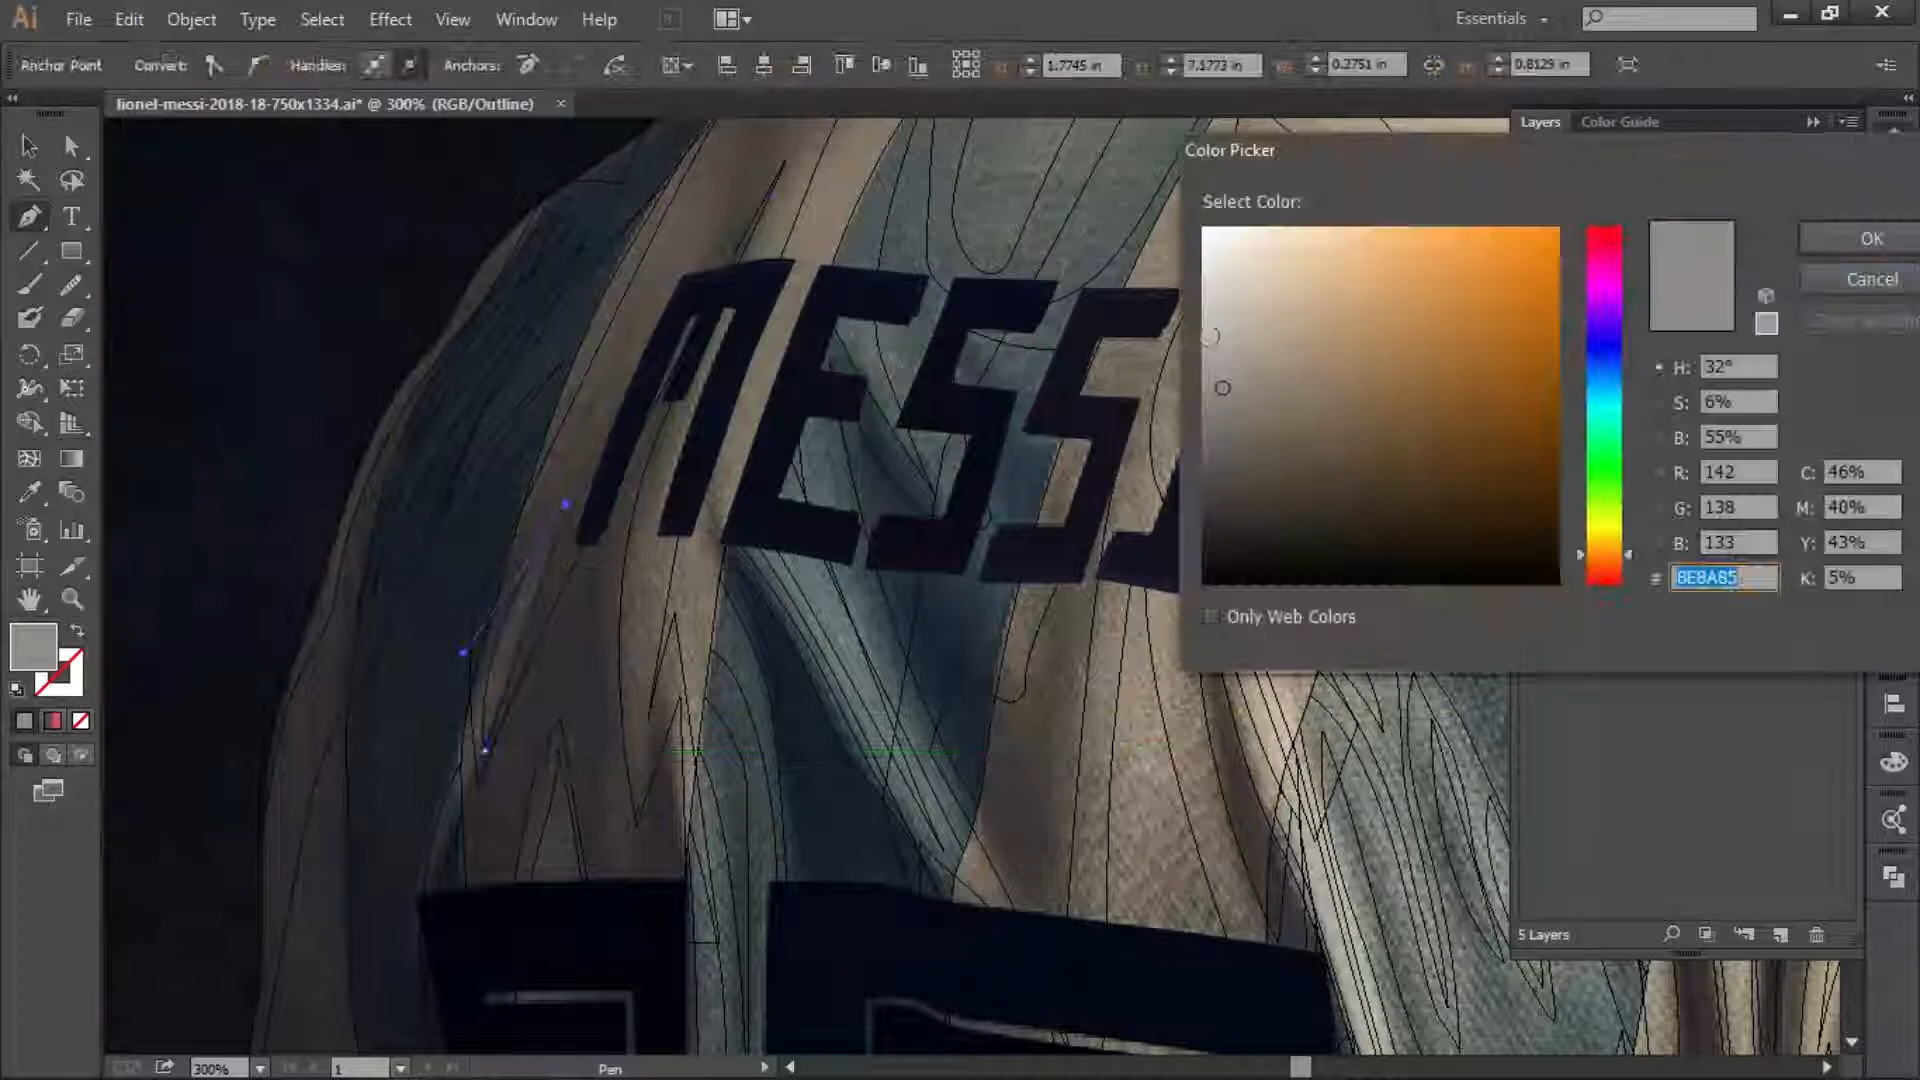 Ai File Edit Object Type Select Effect View Window Help Essentials
Anchor Point Convert: Handles: Anchors: 1.7745 in 7.1773 in 0.2751 in 0.8129 in
lionel-messi-2018-18-750x1334.ai* @ 300% (RGB/Outline) ×
Layers Color Guide
Color Picker
Select Color:
OK
Cancel
H: 32°
S: 6%
B: 55%
R: 142 C: 46%
G: 138 M: 40%
B: 133 Y: 43%
# 8E8A85 K: 5%
Only Web Colors
MESS
5 Layers
300% 1 Pen